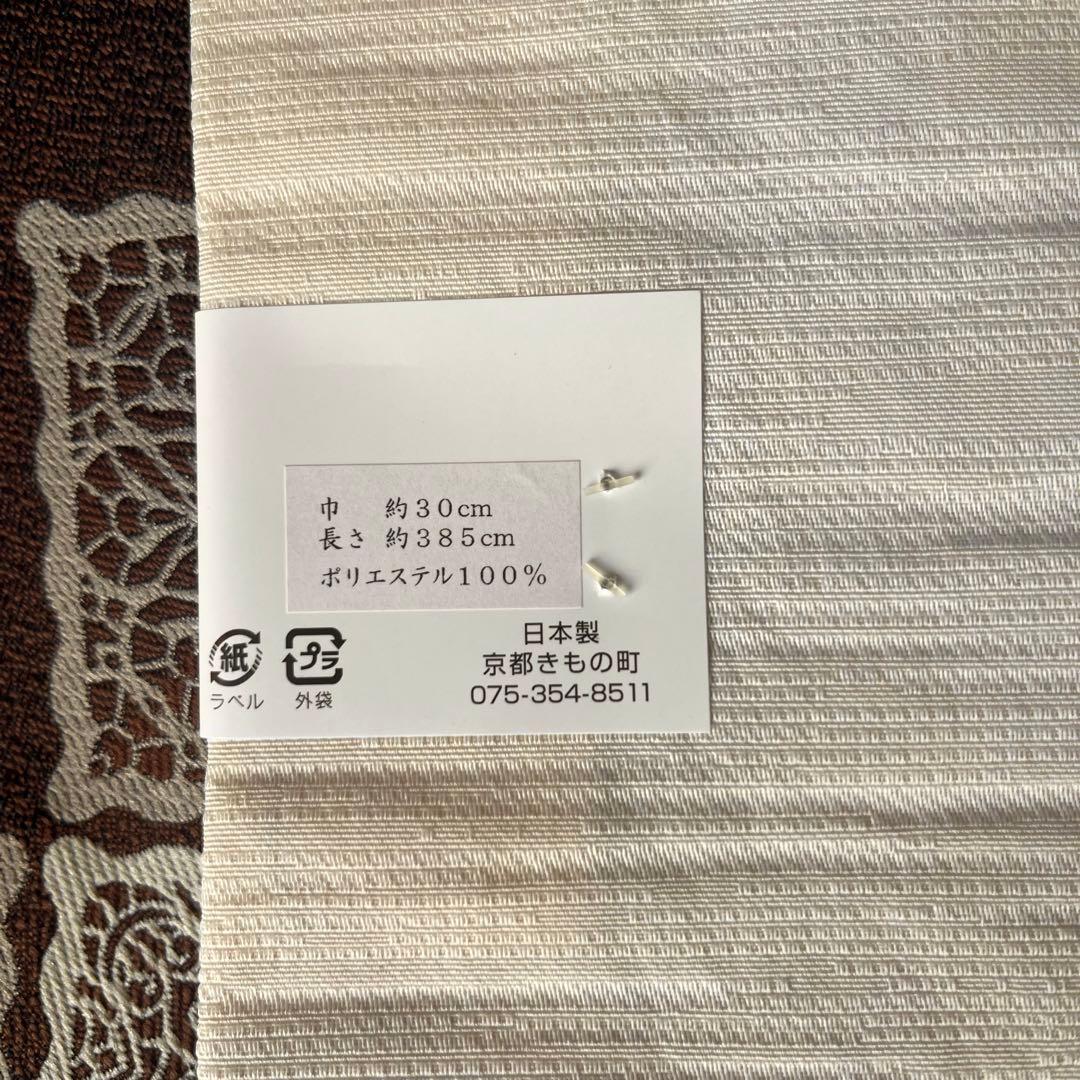 巾　約３０cm
長さ 約３８５cm
ポリエステル１００％
紙
ラベル
プラ
外袋
日本製
京都きもの町
075-354-8511